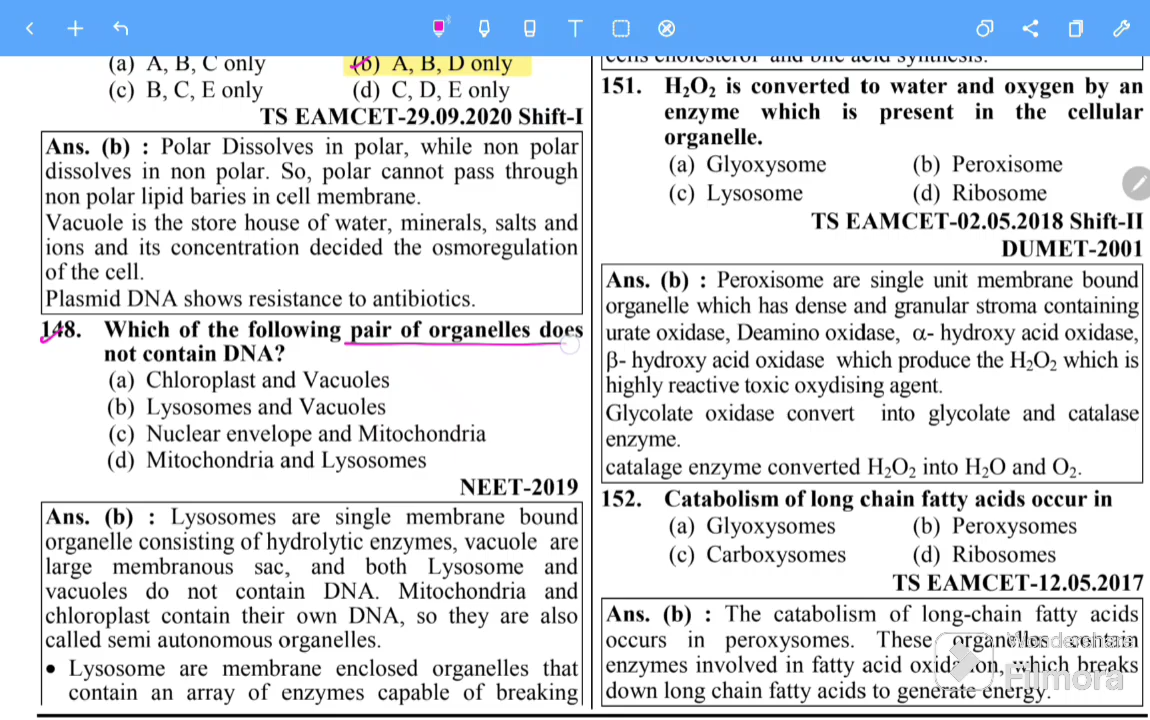 (a) A, B, C only (b) A, B, D only
(c) B, C, E only (d) C, D, E only
TS EAMCET-29.09.2020 Shift-I
Ans. (b) : Polar Dissolves in polar, while non polar
dissolves in non polar. So, polar cannot pass through
non polar lipid baries in cell membrane.
Vacuole is the store house of water, minerals, salts and
ions and its concentration decided the osmoregulation
of the cell.
Plasmid DNA shows resistance to antibiotics.
148. Which of the following pair of organelles does
not contain DNA?
(a) Chloroplast and Vacuoles
(b) Lysosomes and Vacuoles
(c) Nuclear envelope and Mitochondria
(d) Mitochondria and Lysosomes
NEET-2019
Ans. (b) : Lysosomes are single membrane bound
organelle consisting of hydrolytic enzymes, vacuole are
large membranous sac, and both Lysosome and
vacuoles do not contain DNA. Mitochondria and
chloroplast contain their own DNA, so they are also
called semi autonomous organelles.
• Lysosome are membrane enclosed organelles that
contain an array of enzymes capable of breaking
cells cholesterol and bile acid synthesis.
151. H₂O₂ is converted to water and oxygen by an
enzyme which is present in the cellular
organelle.
(a) Glyoxysome (b) Peroxisome
(c) Lysosome (d) Ribosome
TS EAMCET-02.05.2018 Shift-II
DUMET-2001
Ans. (b) : Peroxisome are single unit membrane bound
organelle which has dense and granular stroma containing
urate oxidase, Deamino oxidase, α- hydroxy acid oxidase,
β- hydroxy acid oxidase which produce the H₂O₂ which is
highly reactive toxic oxydising agent.
Glycolate oxidase convert into glycolate and catalase
enzyme.
catalage enzyme converted H₂O₂ into H₂O and O₂.
152. Catabolism of long chain fatty acids occur in
(a) Glyoxysomes (b) Peroxysomes
(c) Carboxysomes (d) Ribosomes
TS EAMCET-12.05.2017
Ans. (b) : The catabolism of long-chain fatty acids
occurs in peroxysomes. These organelles contain
enzymes involved in fatty acid oxidation, which breaks
down long chain fatty acids to generate energy.
Wondershare
Filmora